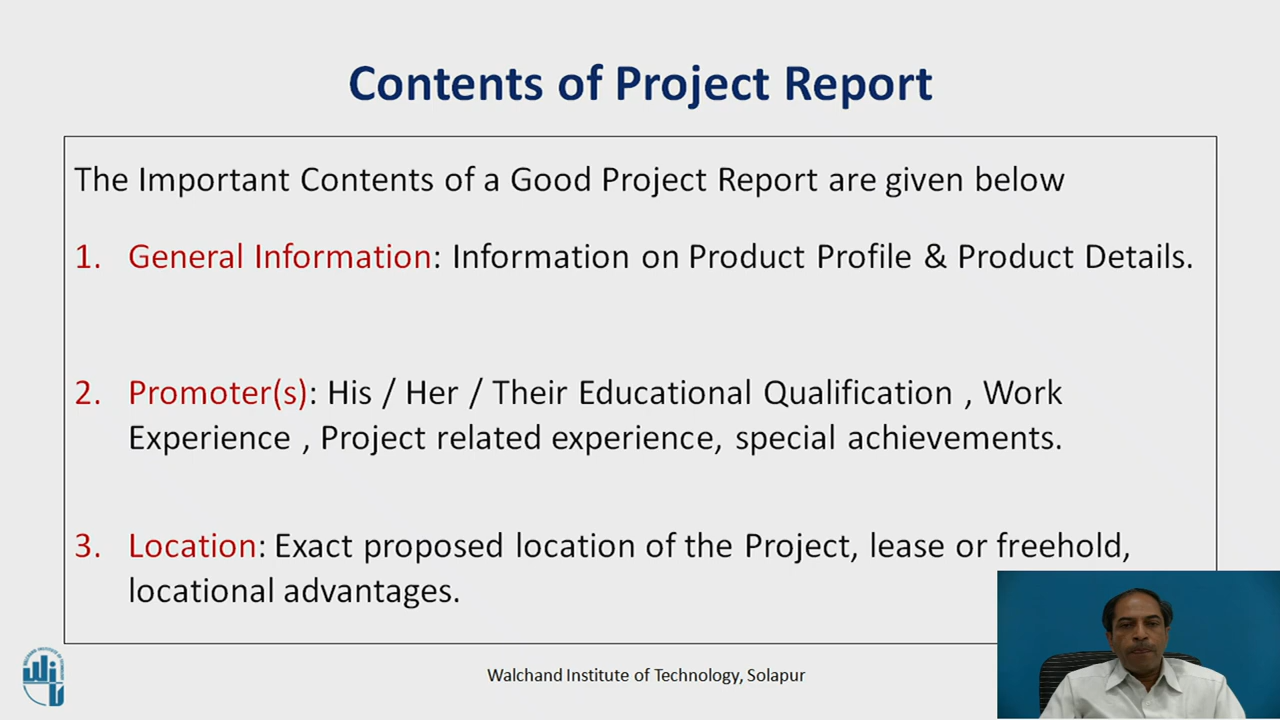 Contents of Project Report
The Important Contents of a Good Project Report are given below
1. General Information: Information on Product Profile & Product Details.
2. Promoter(s): His / Her / Their Educational Qualification , Work
Experience , Project related experience, special achievements.
3. Location: Exact proposed location of the Project, lease or freehold,
locational advantages.
Walchand Institute of Technology, Solapur